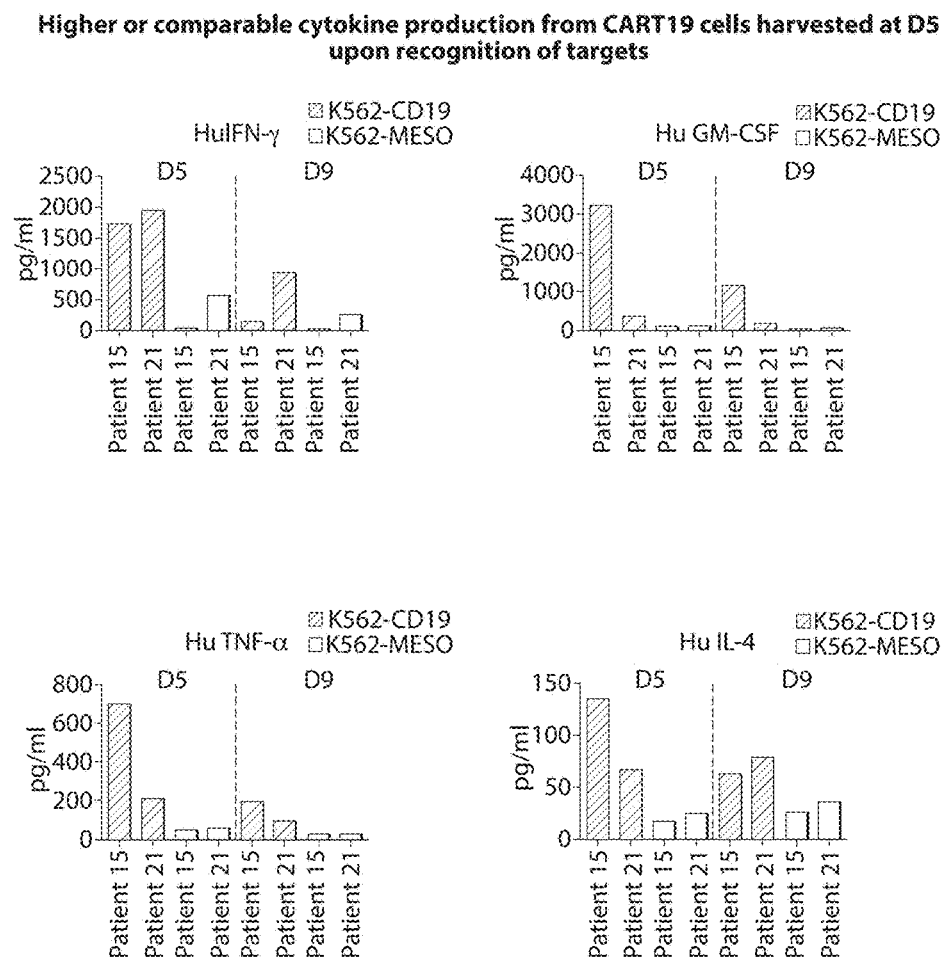 Higher or comparable cytokine production from CART19 cells harvested at D5
upon recognition of targets
HuIFN-γ
K562-CD19
K562-MESO
D5
D9
pg/ml
2500
2000
1500
1000
500
0
Patient 15
Patient 21
Patient 15
Patient 21
Patient 15
Patient 21
Patient 15
Patient 21
Hu GM-CSF
K562-CD19
K562-MESO
D5
D9
pg/ml
4000
3000
2000
1000
0
Patient 15
Patient 21
Patient 15
Patient 21
Patient 15
Patient 21
Patient 15
Patient 21
Hu TNF-α
K562-CD19
K562-MESO
D5
D9
pg/ml
800
600
400
200
0
Patient 15
Patient 21
Patient 15
Patient 21
Patient 15
Patient 21
Patient 15
Patient 21
Hu IL-4
K562-CD19
K562-MESO
D5
D9
pg/ml
150
100
50
0
Patient 15
Patient 21
Patient 15
Patient 21
Patient 15
Patient 21
Patient 15
Patient 21